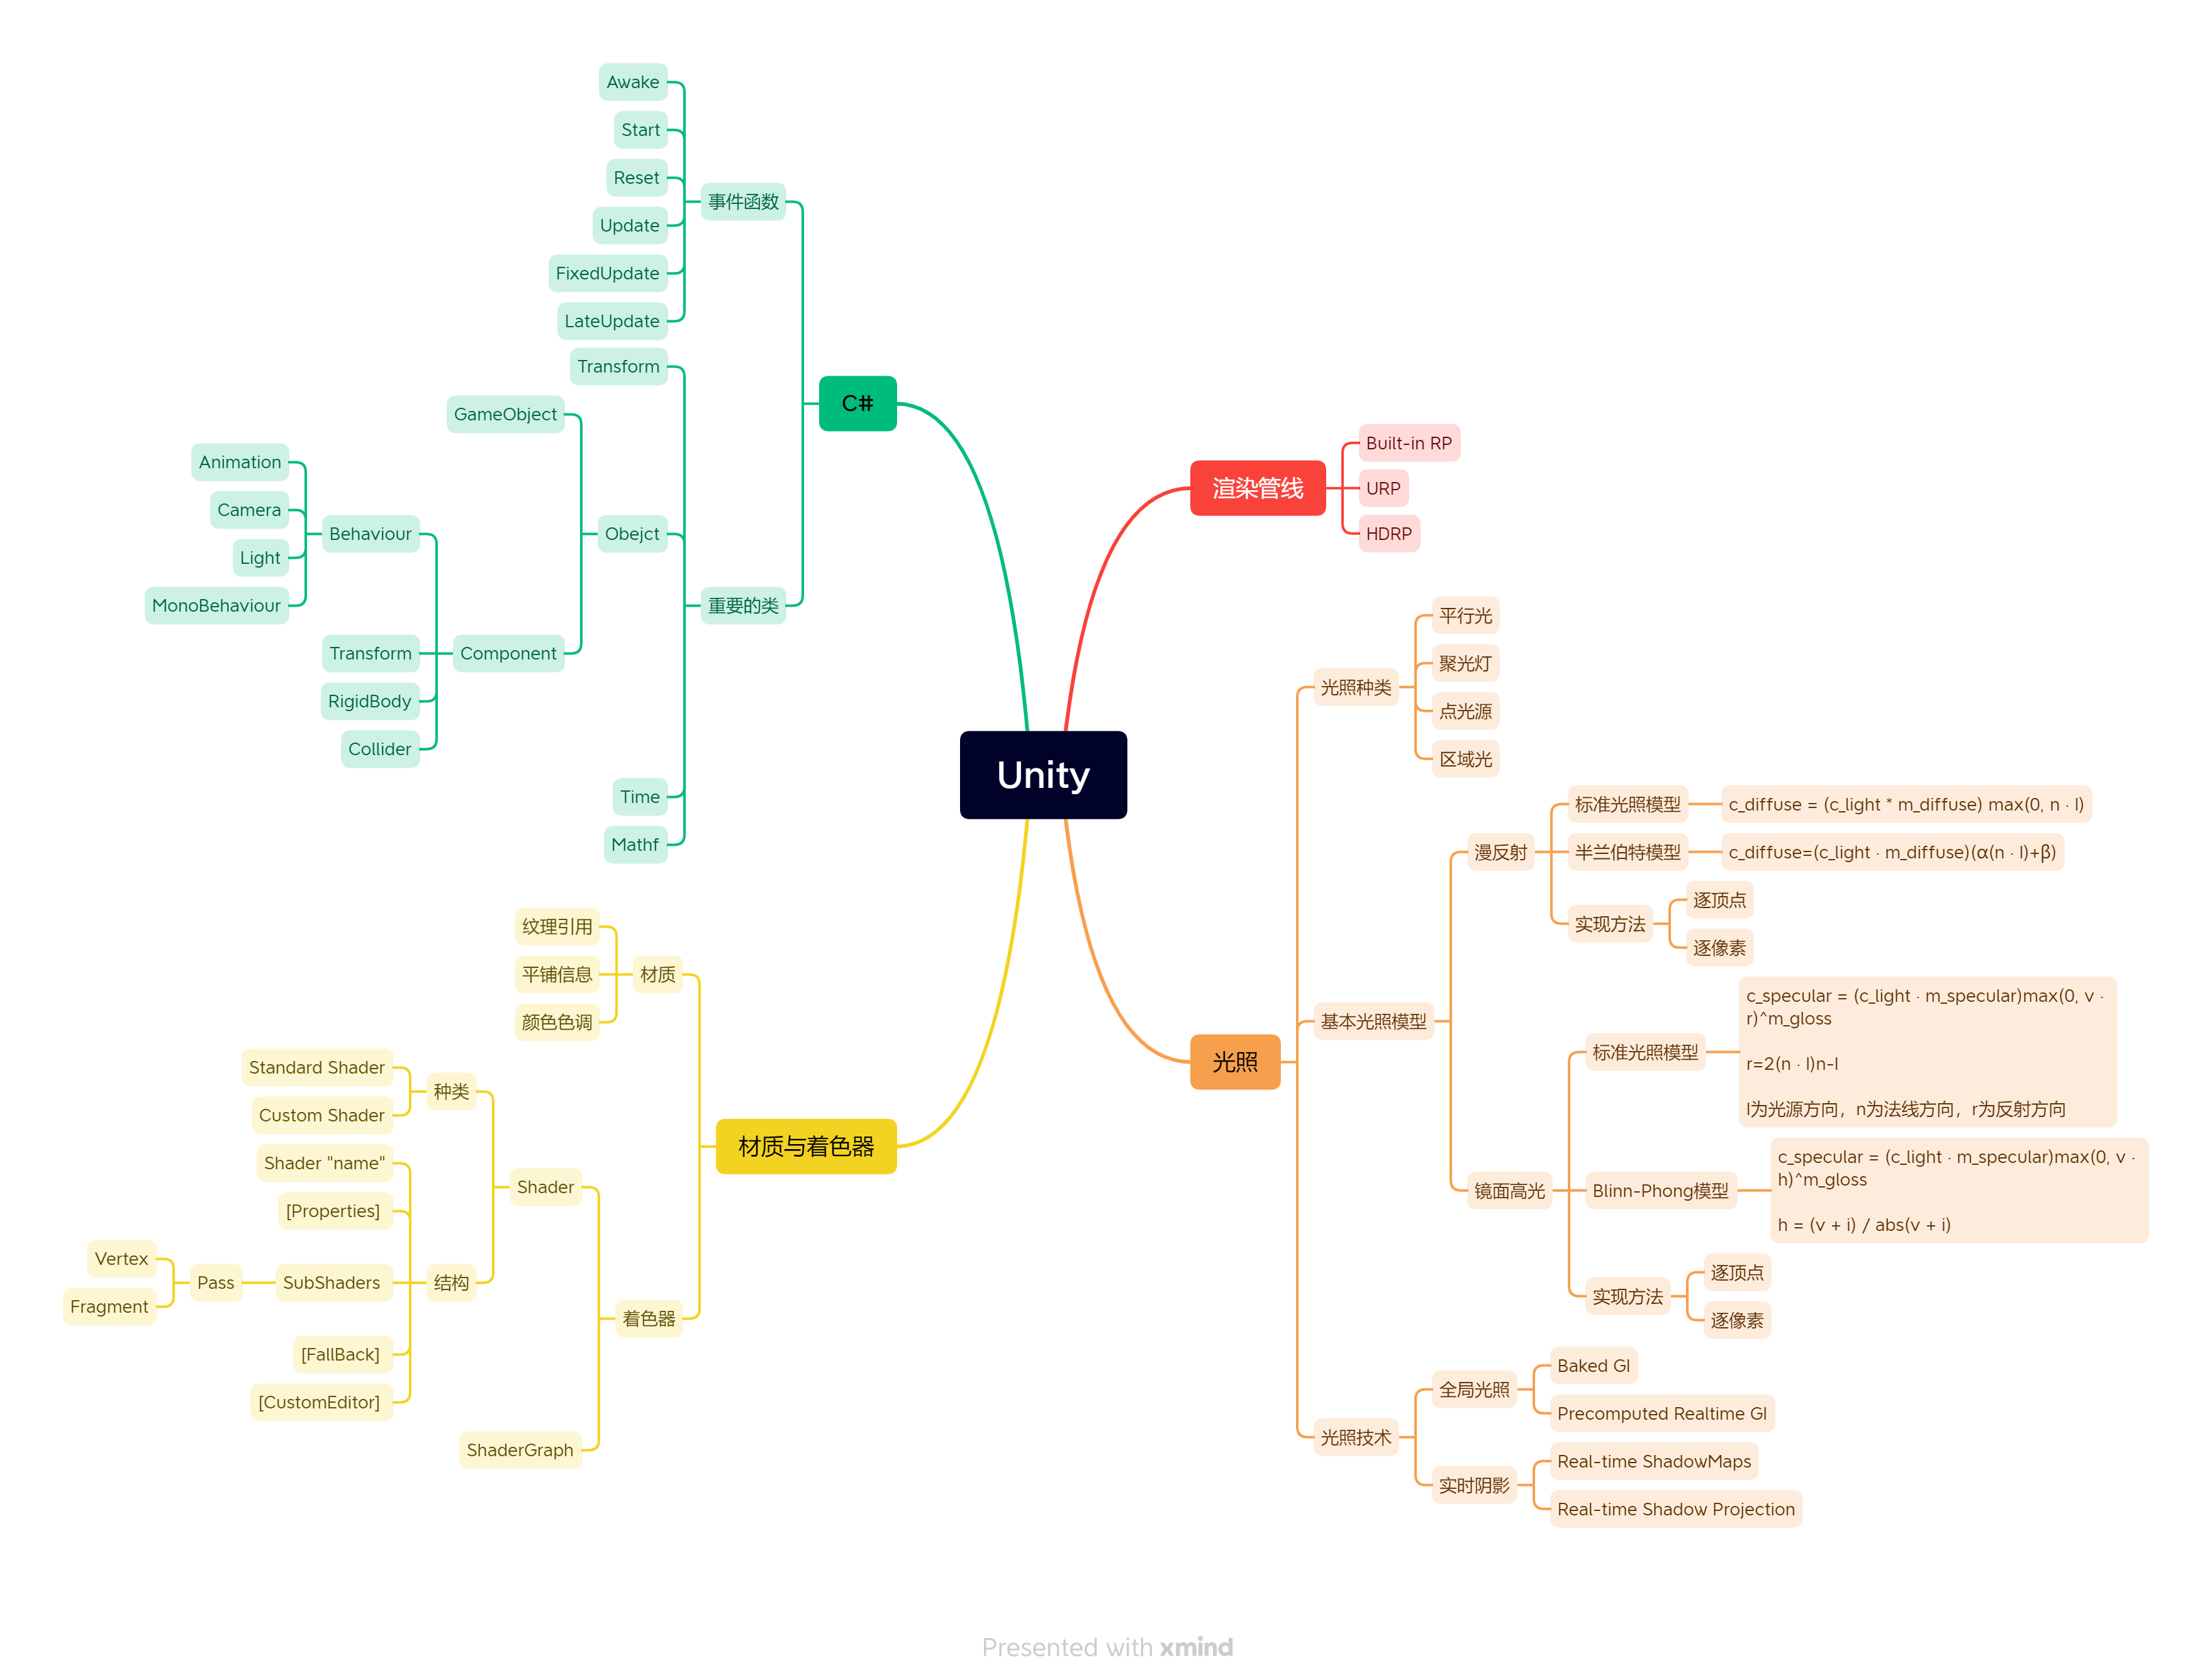 Unity
C#
事件函数
Awake
Start
Reset
Update
FixedUpdate
LateUpdate
重要的类
Transform
Obejct
GameObject
Component
Behaviour
Animation
Camera
Light
MonoBehaviour
Transform
RigidBody
Collider
Time
Mathf
材质与着色器
材质
纹理引用
平铺信息
颜色色调
着色器
Shader
种类
Standard Shader
Custom Shader
结构
Shader "name"
[Properties]
SubShaders
Pass
Vertex
Fragment
[FallBack]
[CustomEditor]
ShaderGraph
渲染管线
Built-in RP
URP
HDRP
光照
光照种类
平行光
聚光灯
点光源
区域光
基本光照模型
漫反射
标准光照模型
c_diffuse = (c_light * m_diffuse) max(0, n · l)
半兰伯特模型
c_diffuse=(c_light · m_diffuse)(α(n · l)+β)
实现方法
逐顶点
逐像素
镜面高光
标准光照模型
c_specular = (c_light · m_specular)max(0, v ·
r)^m_gloss
r=2(n · l)n-l
l为光源方向，n为法线方向，r为反射方向
Blinn-Phong模型
c_specular = (c_light · m_specular)max(0, v ·
h)^m_gloss
h = (v + i) / abs(v + i)
实现方法
逐顶点
逐像素
光照技术
全局光照
Baked GI
Precomputed Realtime GI
实时阴影
Real-time ShadowMaps
Real-time Shadow Projection
Presented with xmind